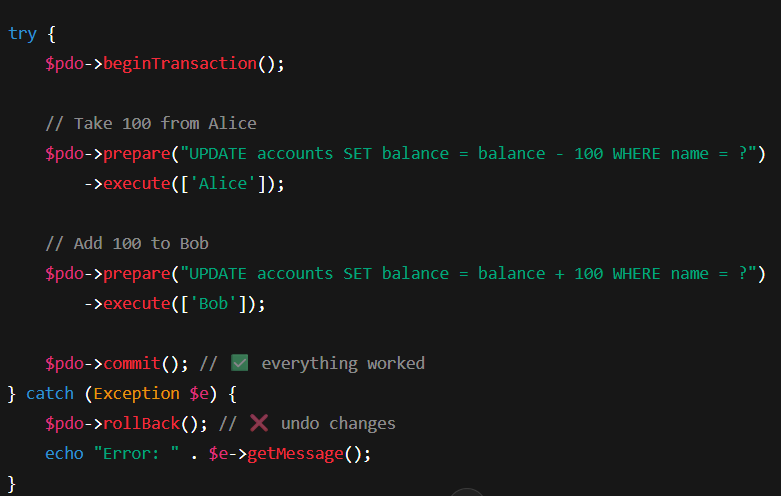 try {
$pdo->beginTransaction();
// Take 100 from Alice
$pdo->prepare("UPDATE accounts SET balance = balance - 100 WHERE name = ?")
->execute(['Alice']);
// Add 100 to Bob
$pdo->prepare("UPDATE accounts SET balance = balance + 100 WHERE name = ?")
->execute(['Bob']);
$pdo->commit(); // ✅ everything worked
} catch (Exception $e) {
$pdo->rollBack(); // ❌ undo changes
echo "Error: " . $e->getMessage();
}